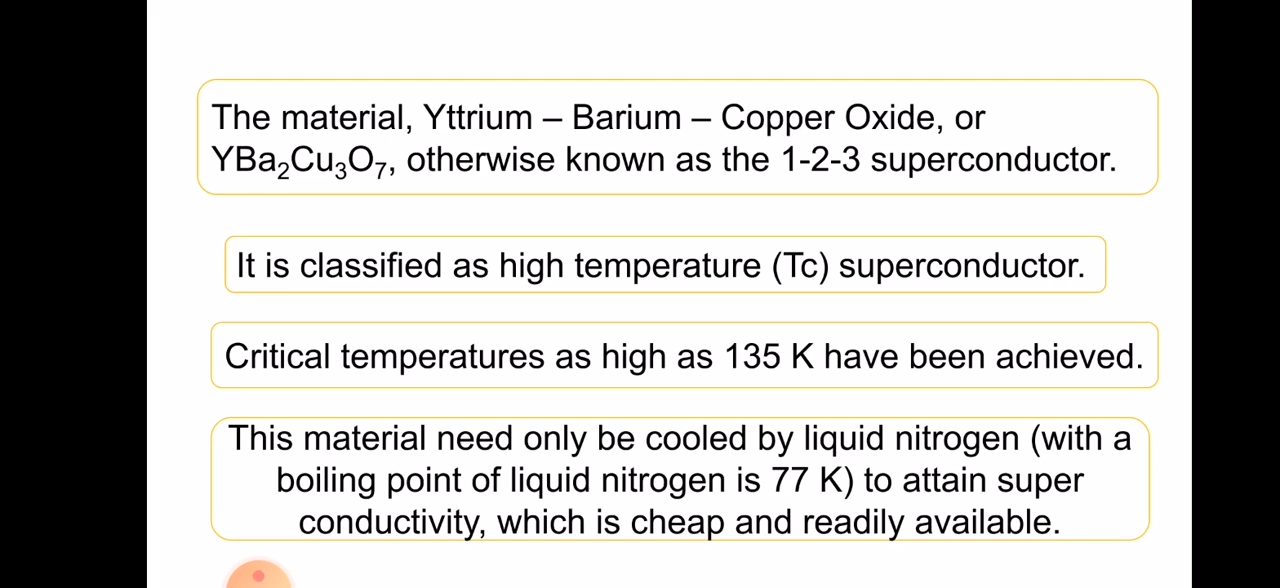 The material, Yttrium – Barium – Copper Oxide, or
YBa₂Cu₃O₇, otherwise known as the 1-2-3 superconductor.
It is classified as high temperature (Tc) superconductor.
Critical temperatures as high as 135 K have been achieved.
This material need only be cooled by liquid nitrogen (with a
boiling point of liquid nitrogen is 77 K) to attain super
conductivity, which is cheap and readily available.